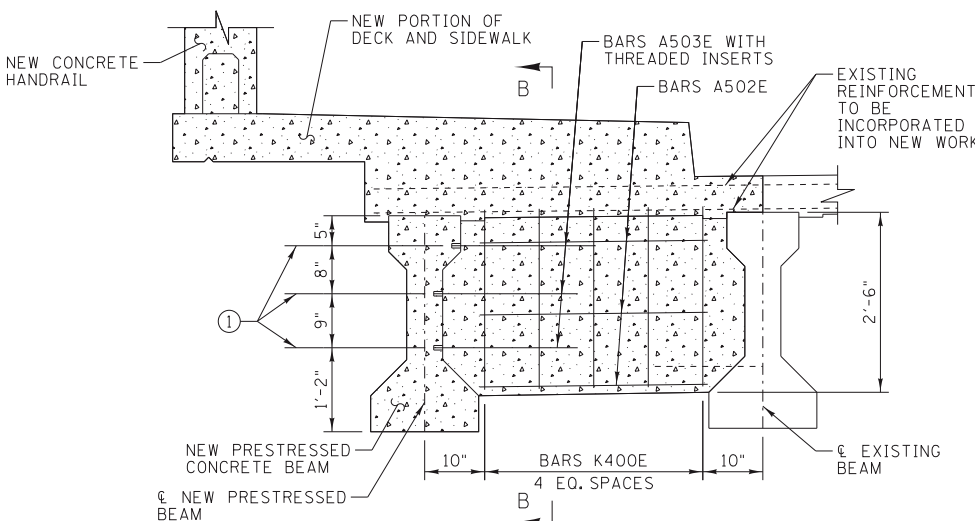 NEW PORTION OF
DECK AND SIDEWALK
NEW CONCRETE
HANDRAIL
B
BARS A503E WITH
THREADED INSERTS
BARS A502E
EXISTING
REINFORCEMENT
TO BE
INCORPORATED
INTO NEW WORK
5"
8"
9"
1'-2"
1
2'-6"
NEW PRESTRESSED
CONCRETE BEAM
℄ NEW PRESTRESSED
BEAM
10"
BARS K400E
4 EQ. SPACES
10"
℄ EXISTING
BEAM
B